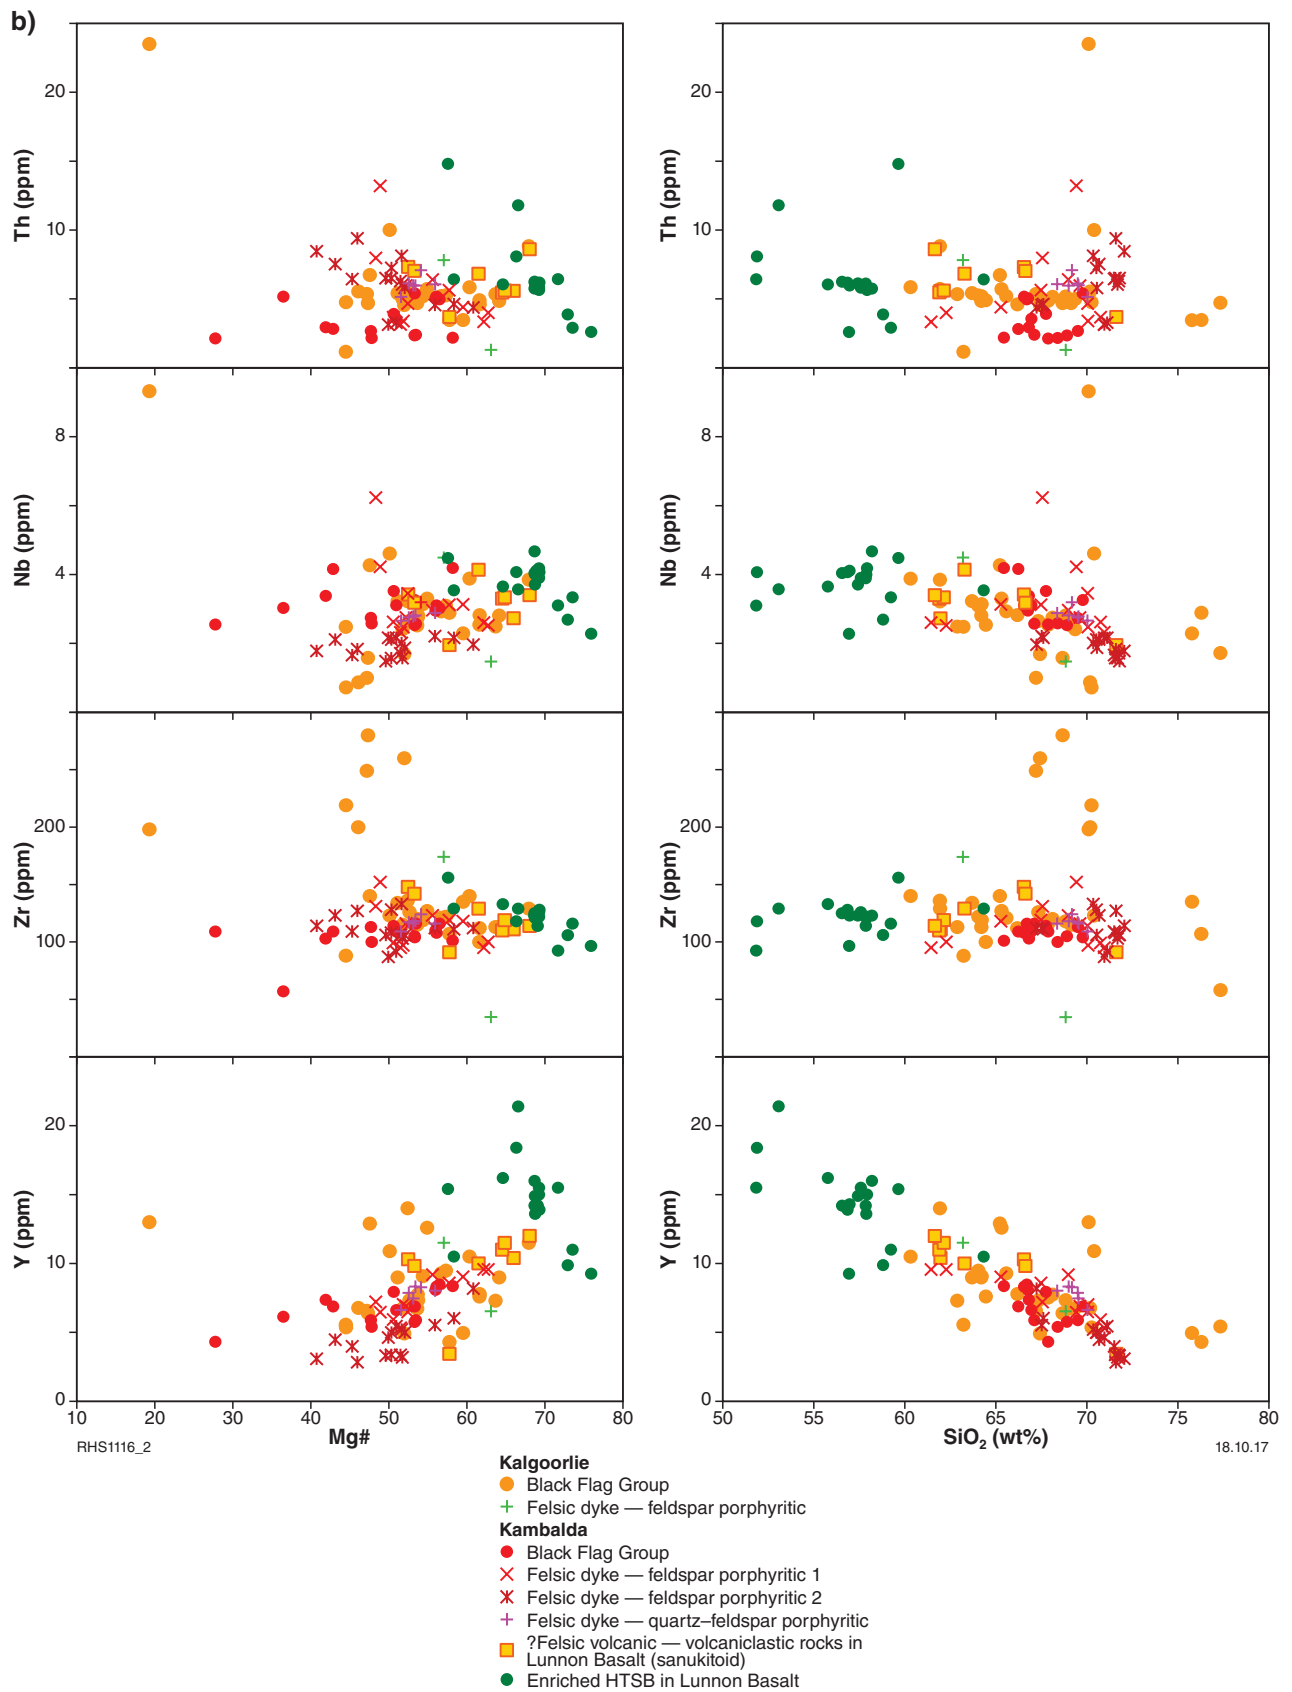 b)
20
10
Th (ppm)
20
10
Th (ppm)
8
4
Nb (ppm)
8
4
Nb (ppm)
200
100
Zr (ppm)
200
100
Zr (ppm)
20
10
0
Y (ppm)
20
10
0
Y (ppm)
10 20 30 40 50 60 70 80
50 55 60 65 70 75 80
Mg#
SiO₂ (wt%)
RHS1116_2
18.10.17
Kalgoorlie
Black Flag Group
Felsic dyke — feldspar porphyritic
Kambalda
Black Flag Group
Felsic dyke — feldspar porphyritic 1
Felsic dyke — feldspar porphyritic 2
Felsic dyke — quartz–feldspar porphyritic
?Felsic volcanic — volcaniclastic rocks in
Lunnon Basalt (sanukitoid)
Enriched HTSB in Lunnon Basalt